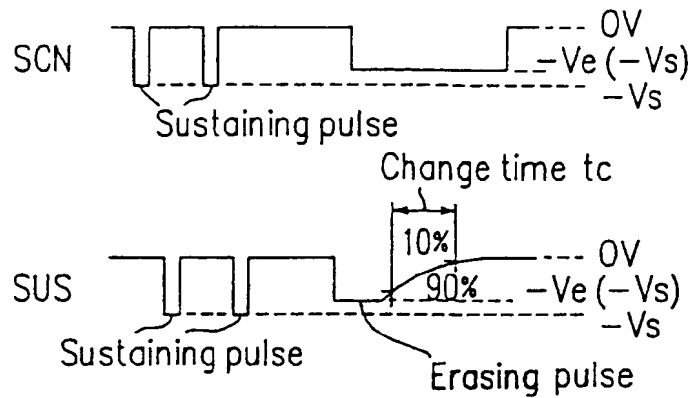 SCN
0V
-Ve (-Vs)
-Vs
Sustaining pulse
Change time tc
10%
90%
SUS
0V
-Ve (-Vs)
-Vs
Sustaining pulse
Erasing pulse